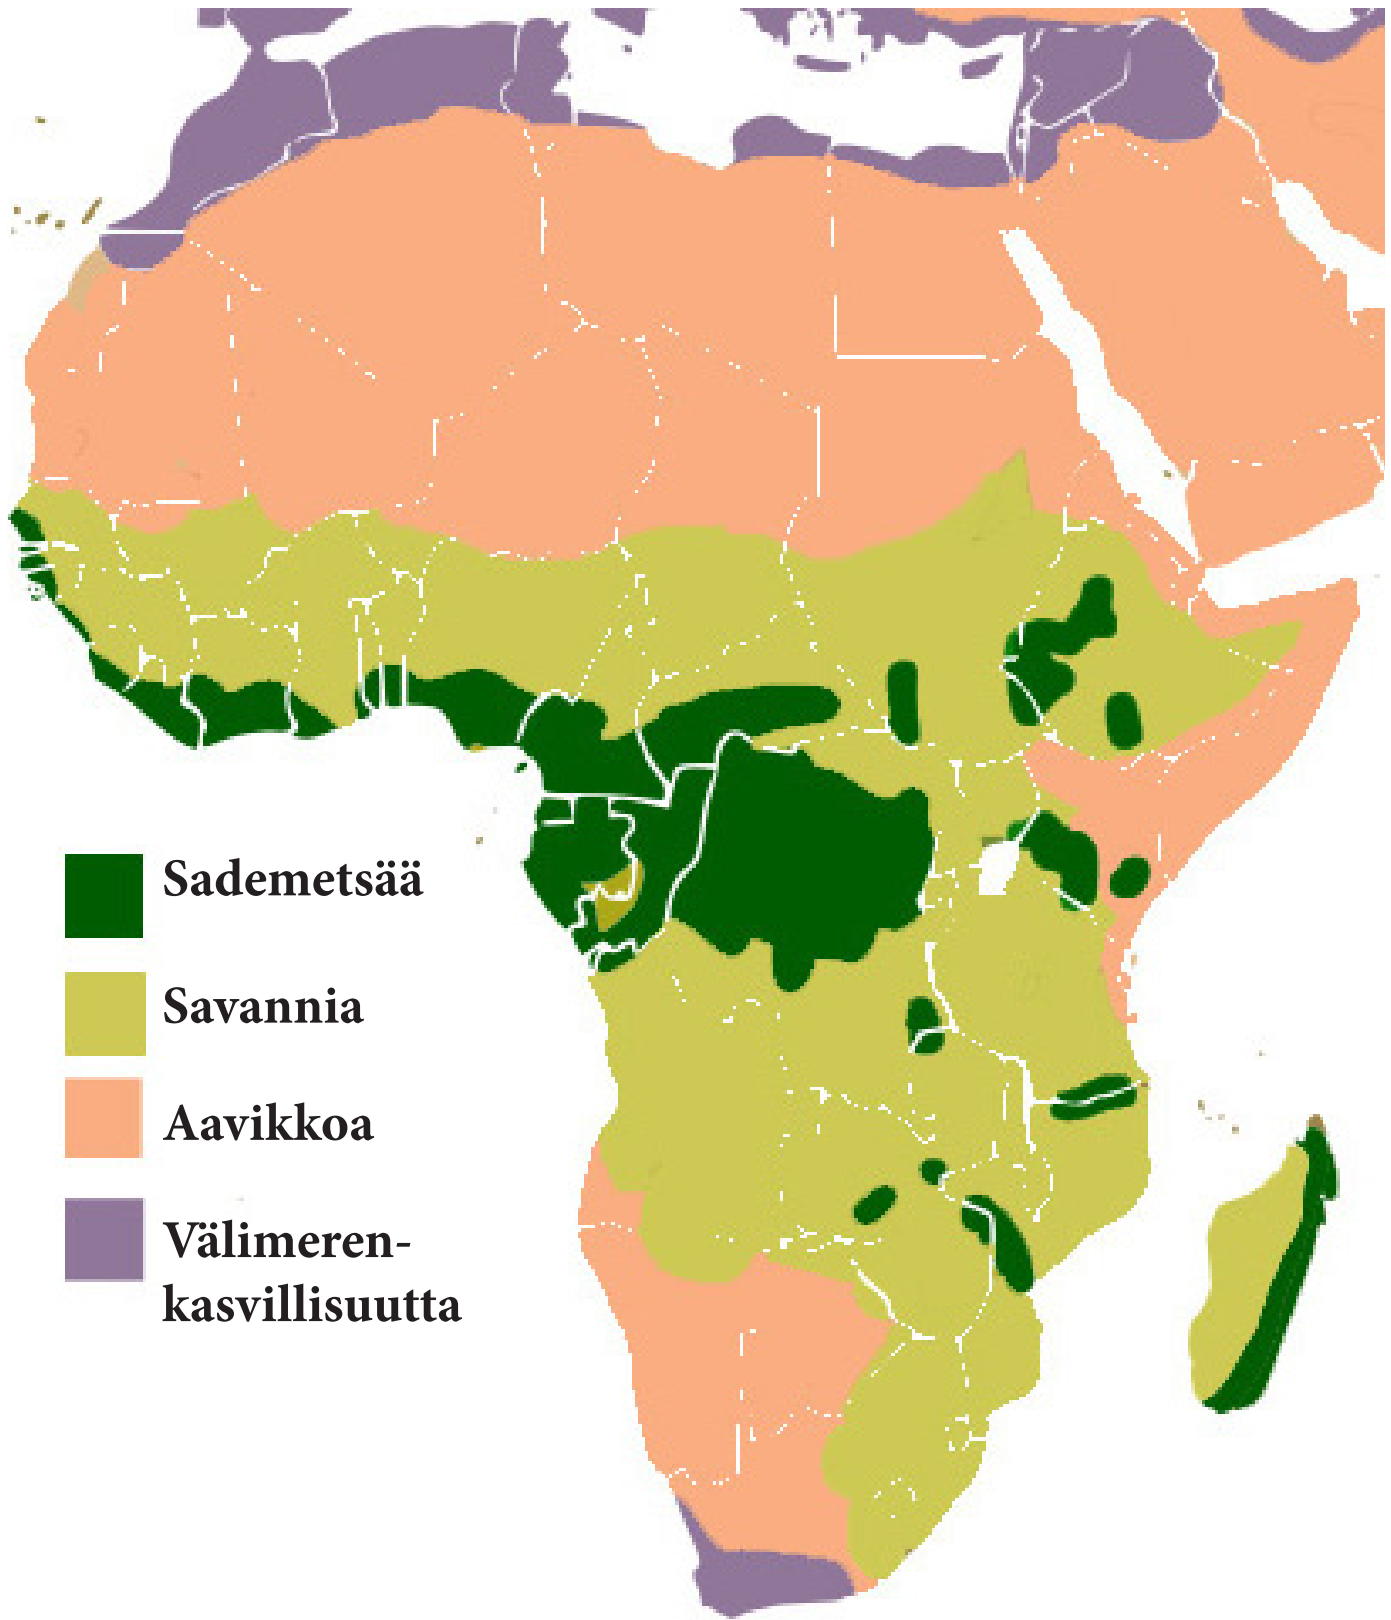 Sademetsää
Savannia
Aavikkoa
Välimeren-
kasvillisuutta